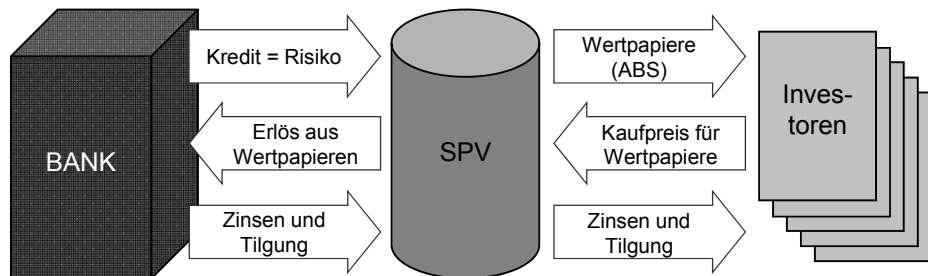 BANK
Kredit = Risiko
Erlös aus
Wertpapieren
Zinsen und
Tilgung
SPV
Wertpapiere
(ABS)
Kaufpreis für
Wertpapiere
Zinsen und
Tilgung
Inves-
toren